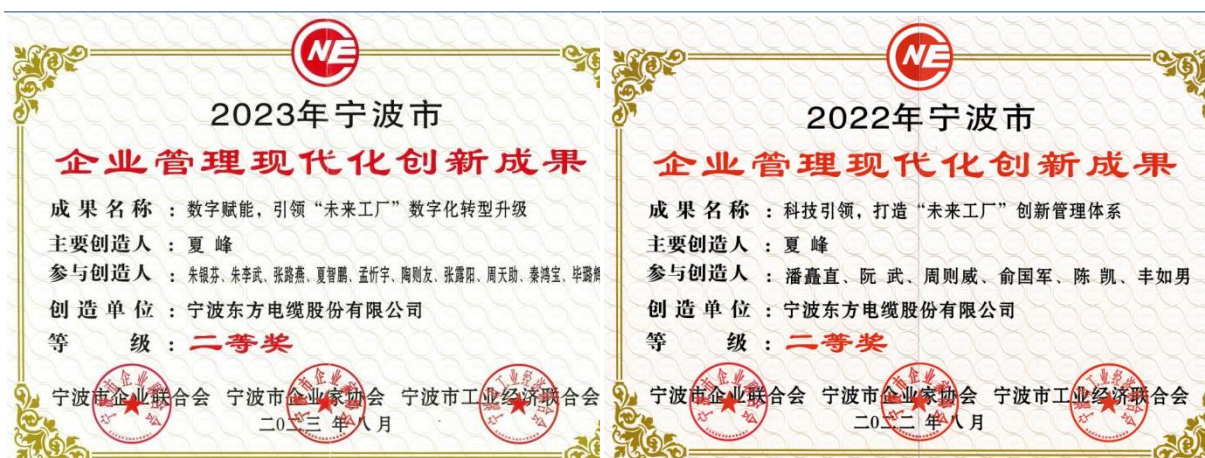 NE
2023年宁波市
企业管理现代化创新成果
成果名称：数字赋能，引领“未来工厂”数字化转型升级
主要创造人：夏 峰
参与创造人：朱银芬、朱李武、张路燕、夏智鹏、孟忻宇、陶则友、张露阳、周天助、秦鸿宝、毕璐
创造单位：宁波东方电缆股份有限公司
等 级：二等奖
宁波市企业联合会 宁波市企业家协会 宁波市工业经济联合会
二〇二三 年 八 月
NE
2022年宁波市
企业管理现代化创新成果
成果名称：科技引领，打造“未来工厂”创新管理体系
主要创造人：夏 峰
参与创造人：潘矗直、阮 武、周则威、俞国军、陈 凯、丰如男
创造单位：宁波东方电缆股份有限公司
等 级：二等奖
宁波市企业联合会 宁波市企业家协会 宁波市工业经济联合会
二〇二二 年 八 月